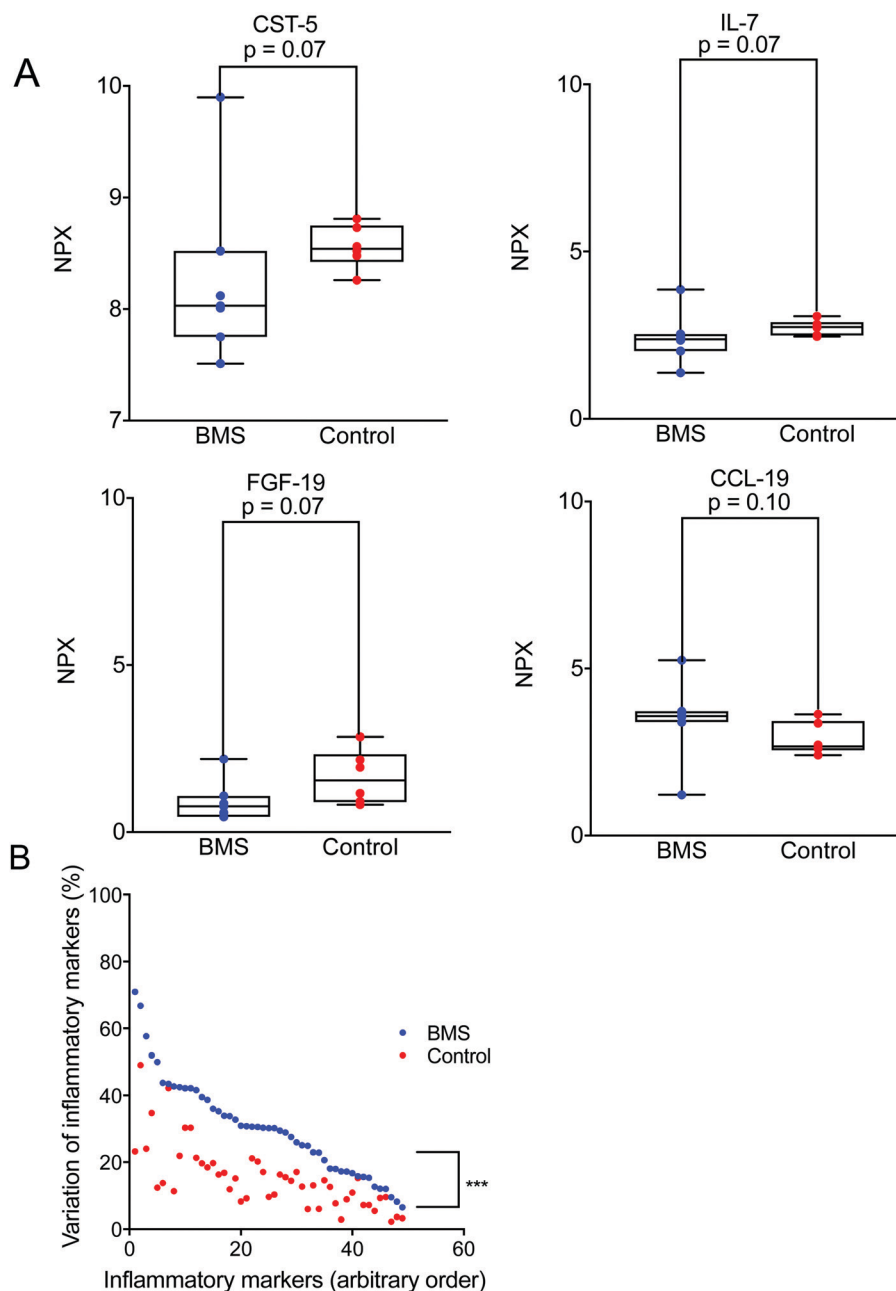 A
CST-5
p = 0.07
10
9
8
7
NPX
BMS
Control
IL-7
p = 0.07
10
5
0
NPX
BMS
Control
FGF-19
p = 0.07
10
5
0
NPX
BMS
Control
CCL-19
p = 0.10
10
5
0
NPX
BMS
Control
B
Variation of inflammatory markers (%)
100
80
60
40
20
0
BMS
Control
***
0
20
40
60
Inflammatory markers (arbitrary order)